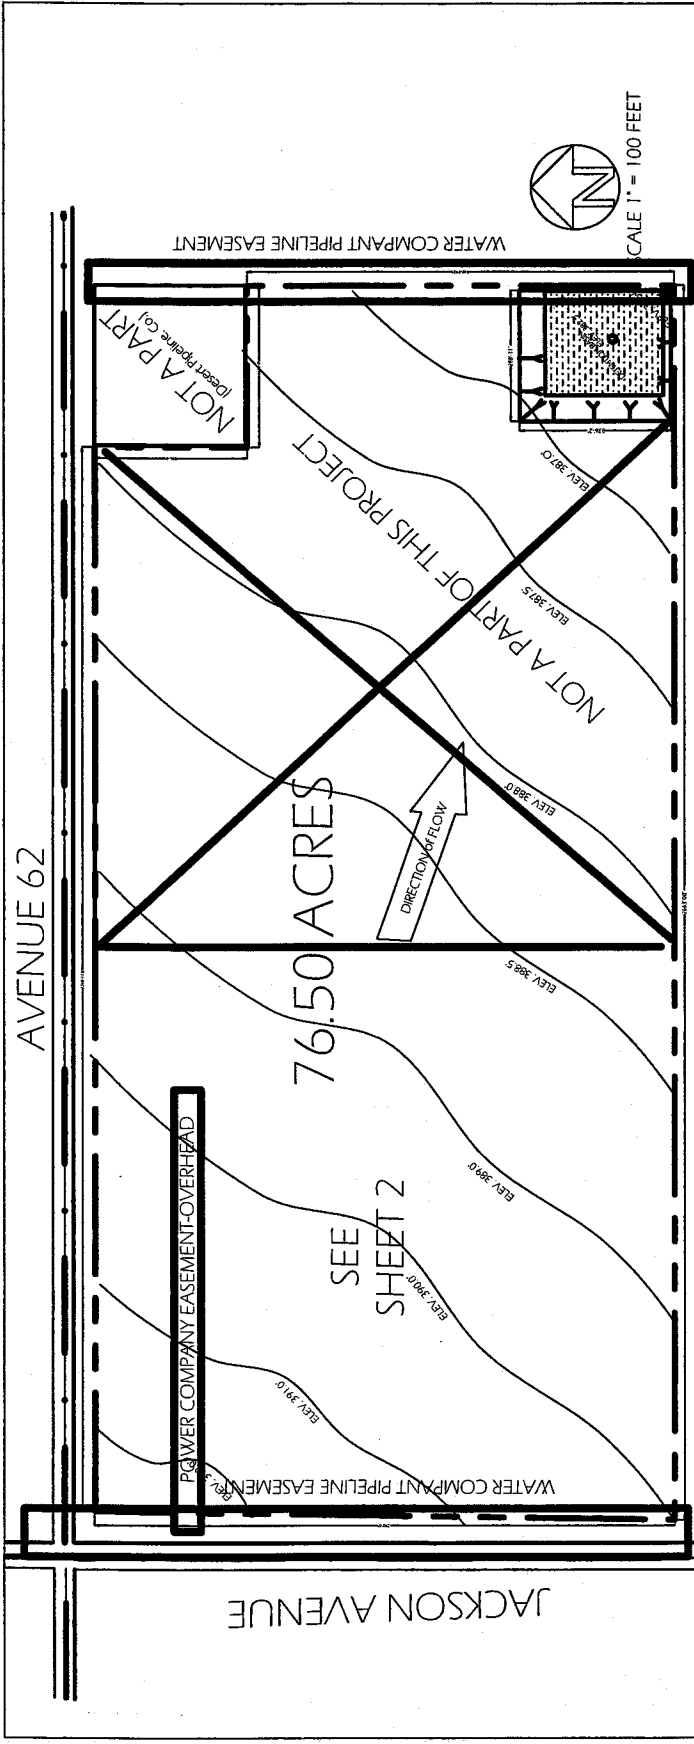 AVENUE 62
WATER COMPANY PIPELINE EASEMENT
SCALE 1" = 100 FEET
N
NOT A PART
(Desert Pipeline, Co.)
NOT A PART OF THIS PROJECT
ELEV. 387.0'
ELEV. 387.5'
ELEV. 388.0'
DIRECTION of FLOW
76.50 ACRES
ELEV. 388.5'
ELEV. 389.0'
POWER COMPANY EASEMENT-OVERHEAD
SEE
SHEET 2
ELEV. 390.0'
ELEV. 391.0'
WATER COMPANY PIPELINE EASEMENT
JACKSON AVENUE